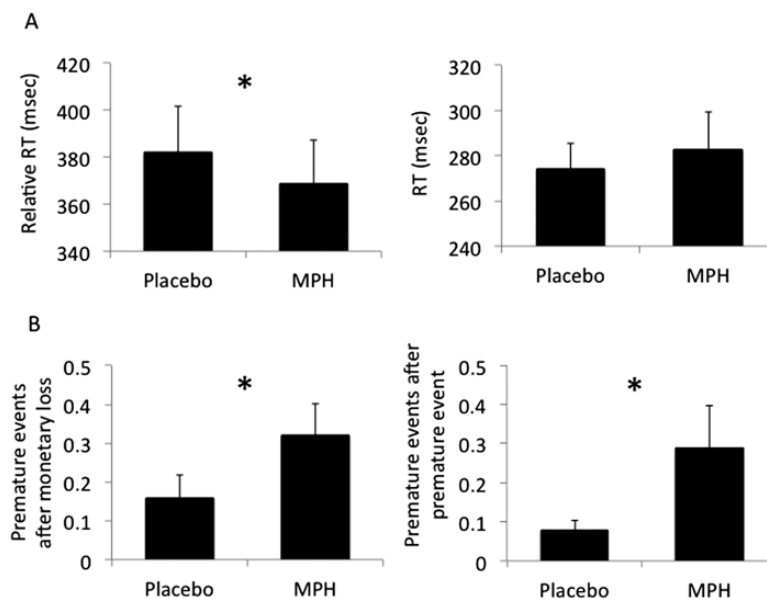 A
Relative RT (msec)
420
400
380
360
340
*
Placebo
MPH
RT (msec)
320
300
280
260
240
Placebo
MPH
B
Premature events
after monetary loss
0.5
0.4
0.3
0.2
0.1
0
*
Placebo
MPH
Premature events after
premature event
0.5
0.4
0.3
0.2
0.1
0
*
Placebo
MPH